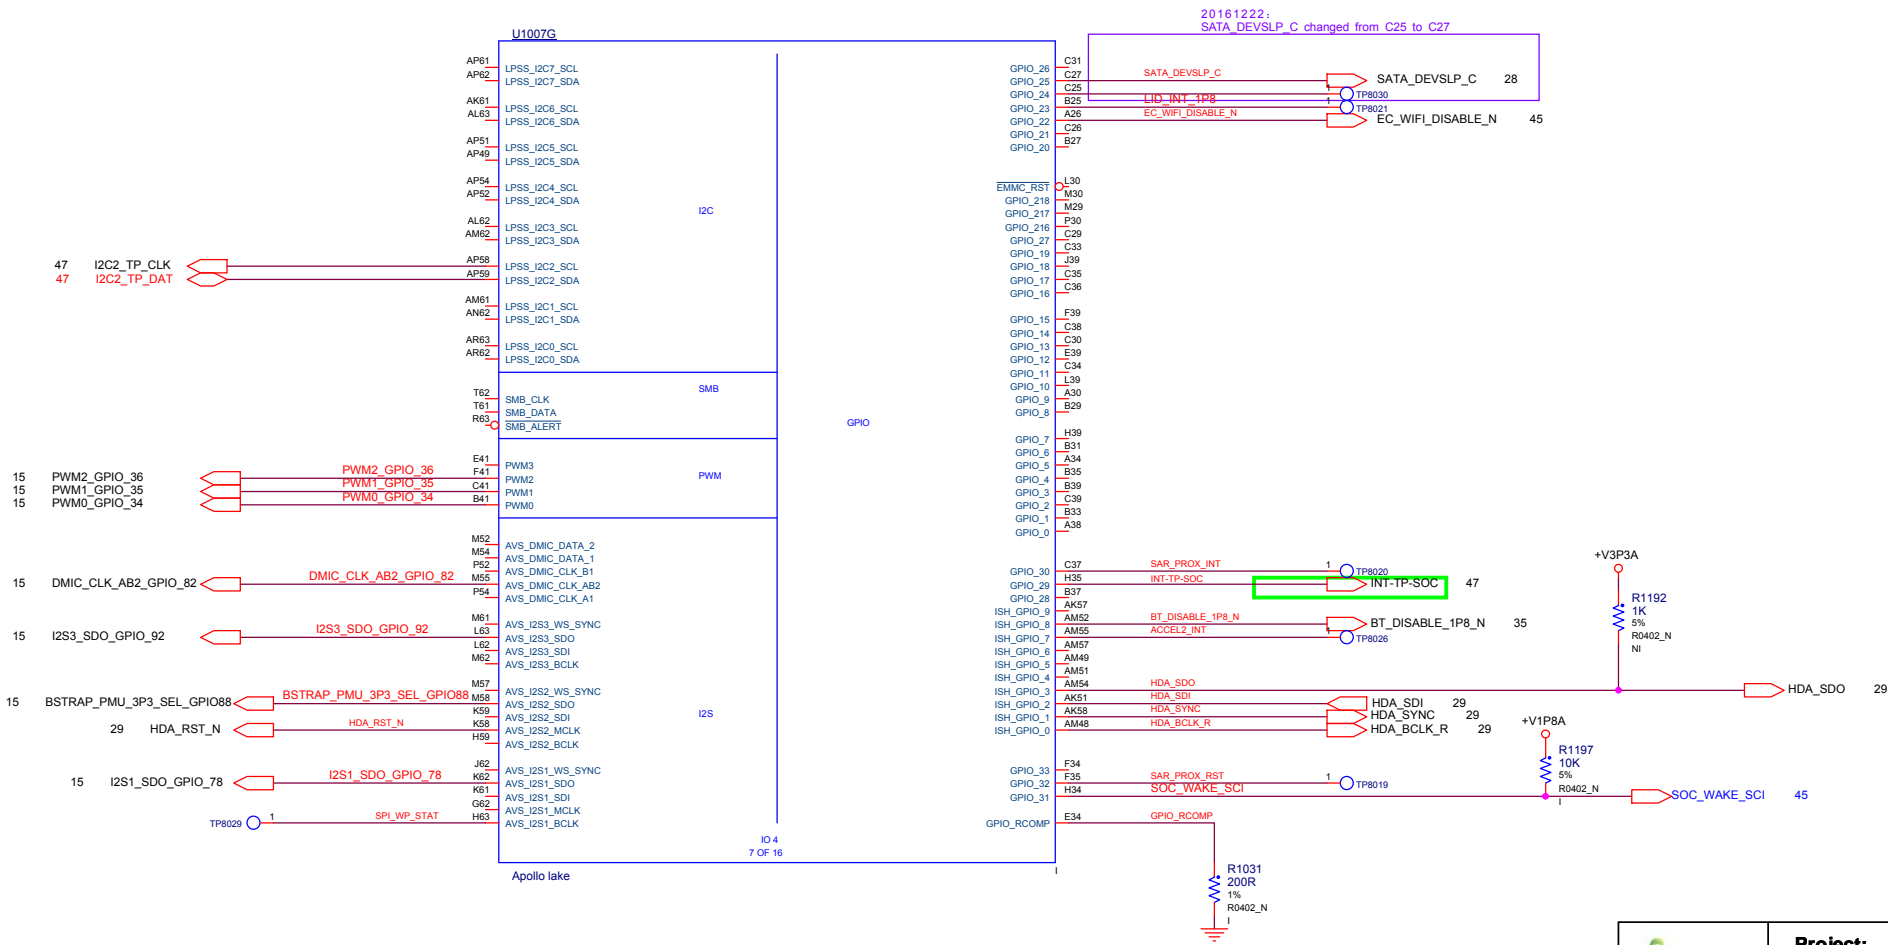 20161222:
SATA_DEVSLP_C changed from C25 to C27
U1007G
AP61 LPSS_I2C7_SCL
AP62 LPSS_I2C7_SDA
AK61 LPSS_I2C6_SCL
AL63 LPSS_I2C6_SDA
AP51 LPSS_I2C5_SCL
AP49 LPSS_I2C5_SDA
AP54 LPSS_I2C4_SCL
AP52 LPSS_I2C4_SDA
I2C
AL62 LPSS_I2C3_SCL
AM62 LPSS_I2C3_SDA
47 I2C2_TP_CLK AP58 LPSS_I2C2_SCL
47 I2C2_TP_DAT AP59 LPSS_I2C2_SDA
AM61 LPSS_I2C1_SCL
AN62 LPSS_I2C1_SDA
AR63 LPSS_I2C0_SCL
AR62 LPSS_I2C0_SDA
SMB
T62 SMB_CLK
T61 SMB_DATA
R63 SMB_ALERT
GPIO
E41 PWM3
15 PWM2_GPIO_36 PWM2_GPIO_36 F41 PWM2
PWM
15 PWM1_GPIO_35 PWM1_GPIO_35 C41 PWM1
15 PWM0_GPIO_34 PWM0_GPIO_34 B41 PWM0
M52 AVS_DMIC_DATA_2
M54 AVS_DMIC_DATA_1
P52 AVS_DMIC_CLK_B1
15 DMIC_CLK_AB2_GPIO_82 DMIC_CLK_AB2_GPIO_82 M55 AVS_DMIC_CLK_AB2
P54 AVS_DMIC_CLK_A1
M61 AVS_I2S3_WS_SYNC
15 I2S3_SDO_GPIO_92 I2S3_SDO_GPIO_92 L63 AVS_I2S3_SDO
L62 AVS_I2S3_SDI
M62 AVS_I2S3_BCLK
M57 AVS_I2S2_WS_SYNC
15 BSTRAP_PMU_3P3_SEL_GPIO88 BSTRAP_PMU_3P3_SEL_GPIO88 M58 AVS_I2S2_SDO
K59 AVS_I2S2_SDI
I2S
29 HDA_RST_N HDA_RST_N K58 AVS_I2S2_MCLK
H59 AVS_I2S2_BCLK
J62 AVS_I2S1_WS_SYNC
15 I2S1_SDO_GPIO_78 I2S1_SDO_GPIO_78 K62 AVS_I2S1_SDO
K61 AVS_I2S1_SDI
G62 AVS_I2S1_MCLK
TP8029 1 SPI_WP_STAT H63 AVS_I2S1_BCLK
IO 4
7 OF 16
Apollo lake
I
GPIO_26 C31
GPIO_25 C27 SATA_DEVSLP_C SATA_DEVSLP_C 28
GPIO_24 C25 1 TP8030
GPIO_23 B25 LID_INT_1P8 1 TP8021
GPIO_22 A26 EC_WIFI_DISABLE_N EC_WIFI_DISABLE_N 45
GPIO_21 C26
GPIO_20 B27
EMMC_RST L30
GPIO_218 M30
GPIO_217 M29
GPIO_216 P30
GPIO_27 C29
GPIO_19 C33
GPIO_18 J39
GPIO_17 C35
GPIO_16 C36
GPIO_15 F39
GPIO_14 C38
GPIO_13 C30
GPIO_12 E39
GPIO_11 C34
GPIO_10 L39
GPIO_9 A30
GPIO_8 B29
GPIO_7 H39
GPIO_6 B31
GPIO_5 A34
GPIO_4 B35
GPIO_3 B39
GPIO_2 C39
GPIO_1 B33
GPIO_0 A38
GPIO_30 C37 SAR_PROX_INT 1 TP8020
GPIO_29 H35 INT-TP-SOC INT-TP-SOC 47
GPIO_28 B37
ISH_GPIO_9 AK57
ISH_GPIO_8 AM52 BT_DISABLE_1P8_N BT_DISABLE_1P8_N 35
ISH_GPIO_7 AM55 ACCEL2_INT 1 TP8026
ISH_GPIO_6 AM57
ISH_GPIO_5 AM49
ISH_GPIO_4 AM51
ISH_GPIO_3 AM54 HDA_SDO HDA_SDO 29
ISH_GPIO_2 AK51 HDA_SDI HDA_SDI 29
ISH_GPIO_1 AK58 HDA_SYNC HDA_SYNC 29
ISH_GPIO_0 AM48 HDA_BCLK_R HDA_BCLK_R 29
+V3P3A
R1192
1K
5%
R0402_N
NI
+V1P8A
R1197
10K
5%
R0402_N
I
GPIO_33 F34
GPIO_32 F35 SAR_PROX_RST 1 TP8019
GPIO_31 H34 SOC_WAKE_SCI SOC_WAKE_SCI 45
GPIO_RCOMP E34 GPIO_RCOMP
R1031
200R
1%
R0402_N
I
Project: